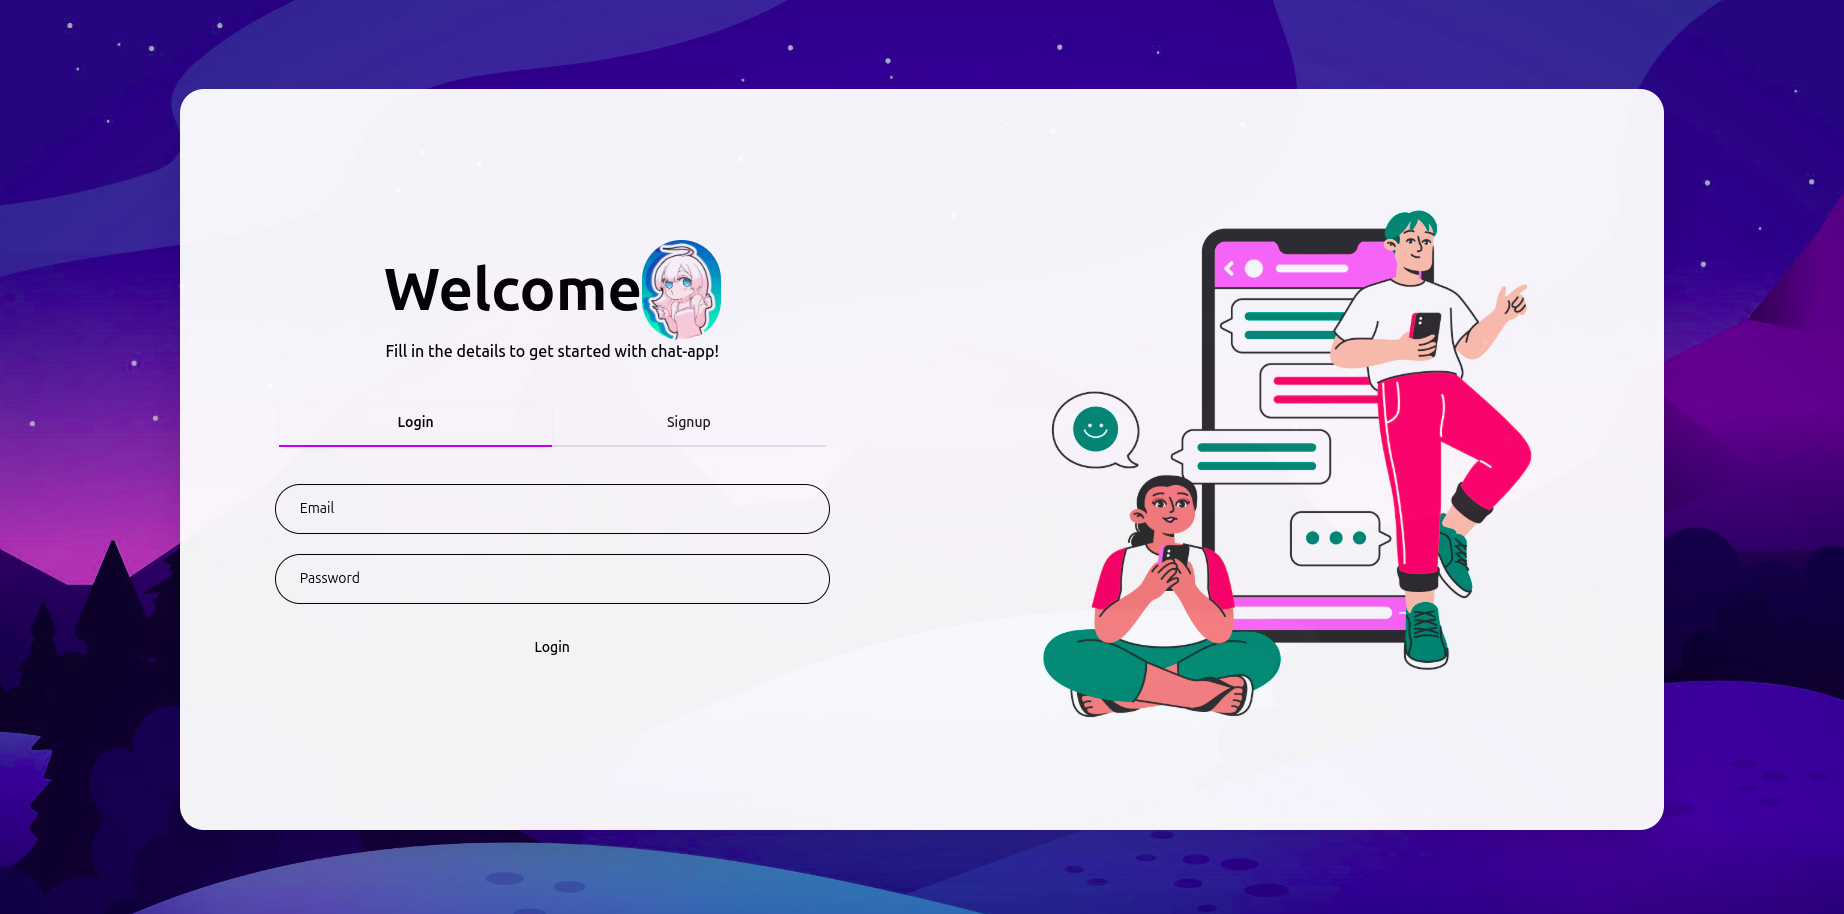 Welcome
Fill in the details to get started with chat-app!
Login
Signup
Email
Password
Login